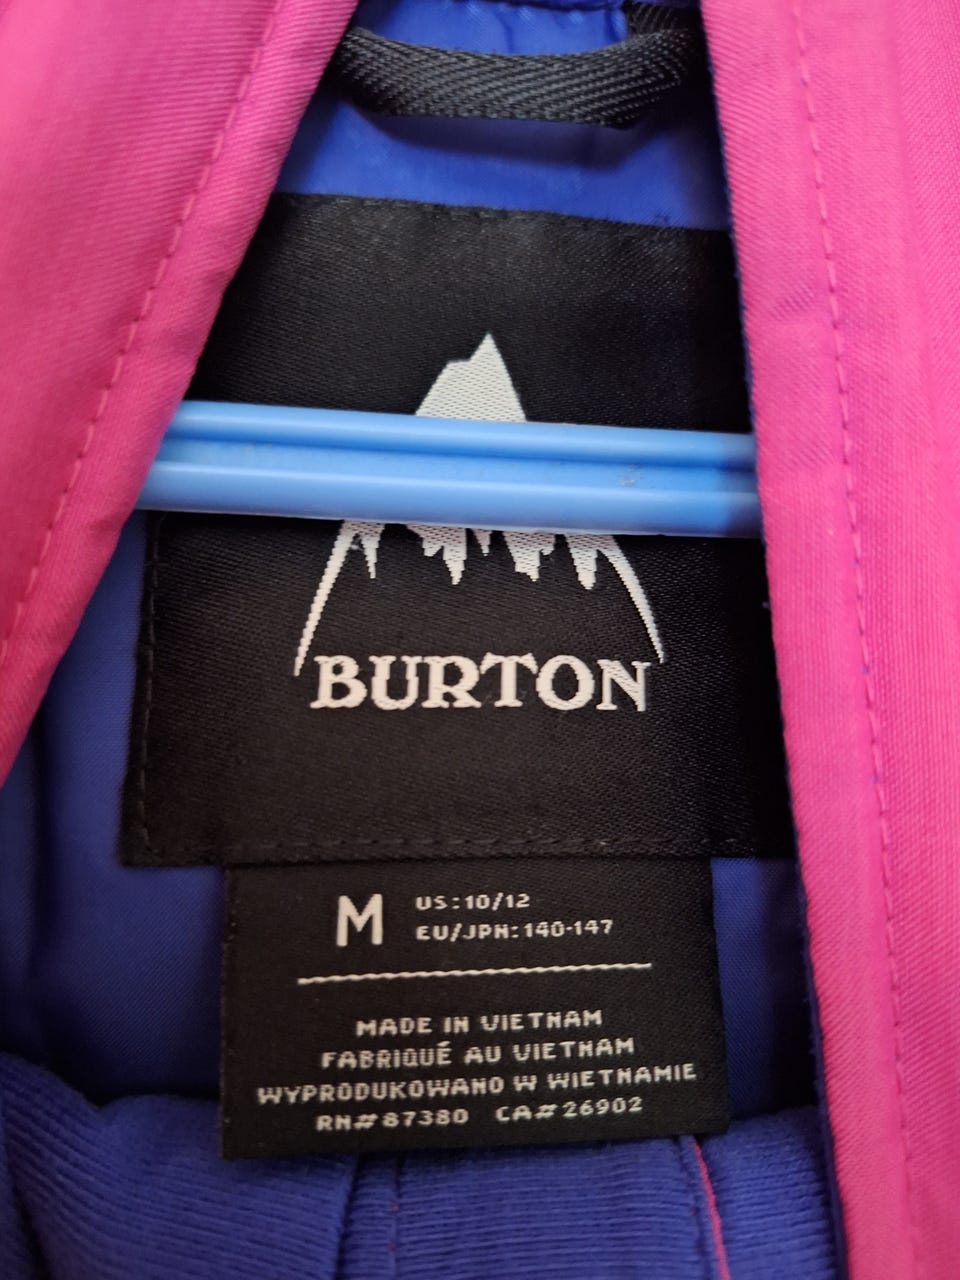 BURTON
M
US:10/12
EU/JPN:140-147
MADE IN VIETNAM
FABRIQUÉ AU VIETNAM
WYPRODUKOWANO W WIETNAMIE
RN#87380 CA#26902